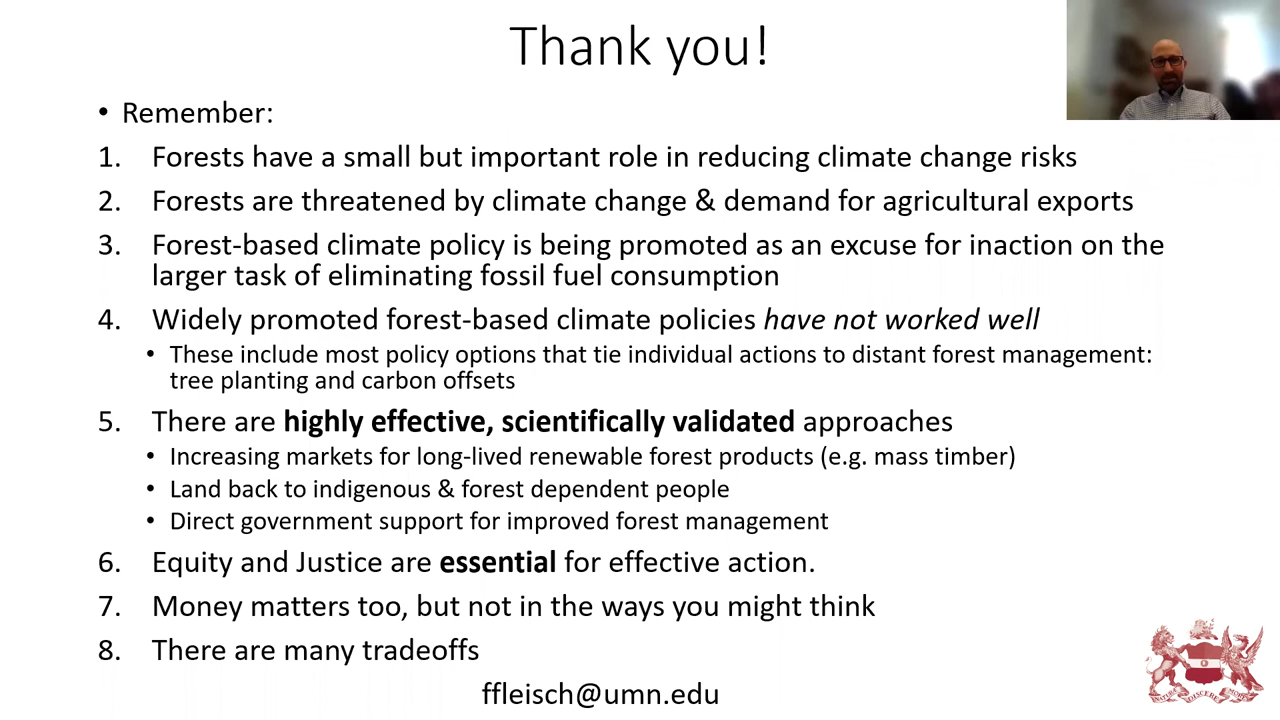 Thank you!
• Remember:
1. Forests have a small but important role in reducing climate change risks
2. Forests are threatened by climate change & demand for agricultural exports
3. Forest-based climate policy is being promoted as an excuse for inaction on the
larger task of eliminating fossil fuel consumption
4. Widely promoted forest-based climate policies have not worked well
• These include most policy options that tie individual actions to distant forest management:
tree planting and carbon offsets
5. There are highly effective, scientifically validated approaches
• Increasing markets for long-lived renewable forest products (e.g. mass timber)
• Land back to indigenous & forest dependent people
• Direct government support for improved forest management
6. Equity and Justice are essential for effective action.
7. Money matters too, but not in the ways you might think
8. There are many tradeoffs
ffleisch@umn.edu
NATURAE DISCERE MORES